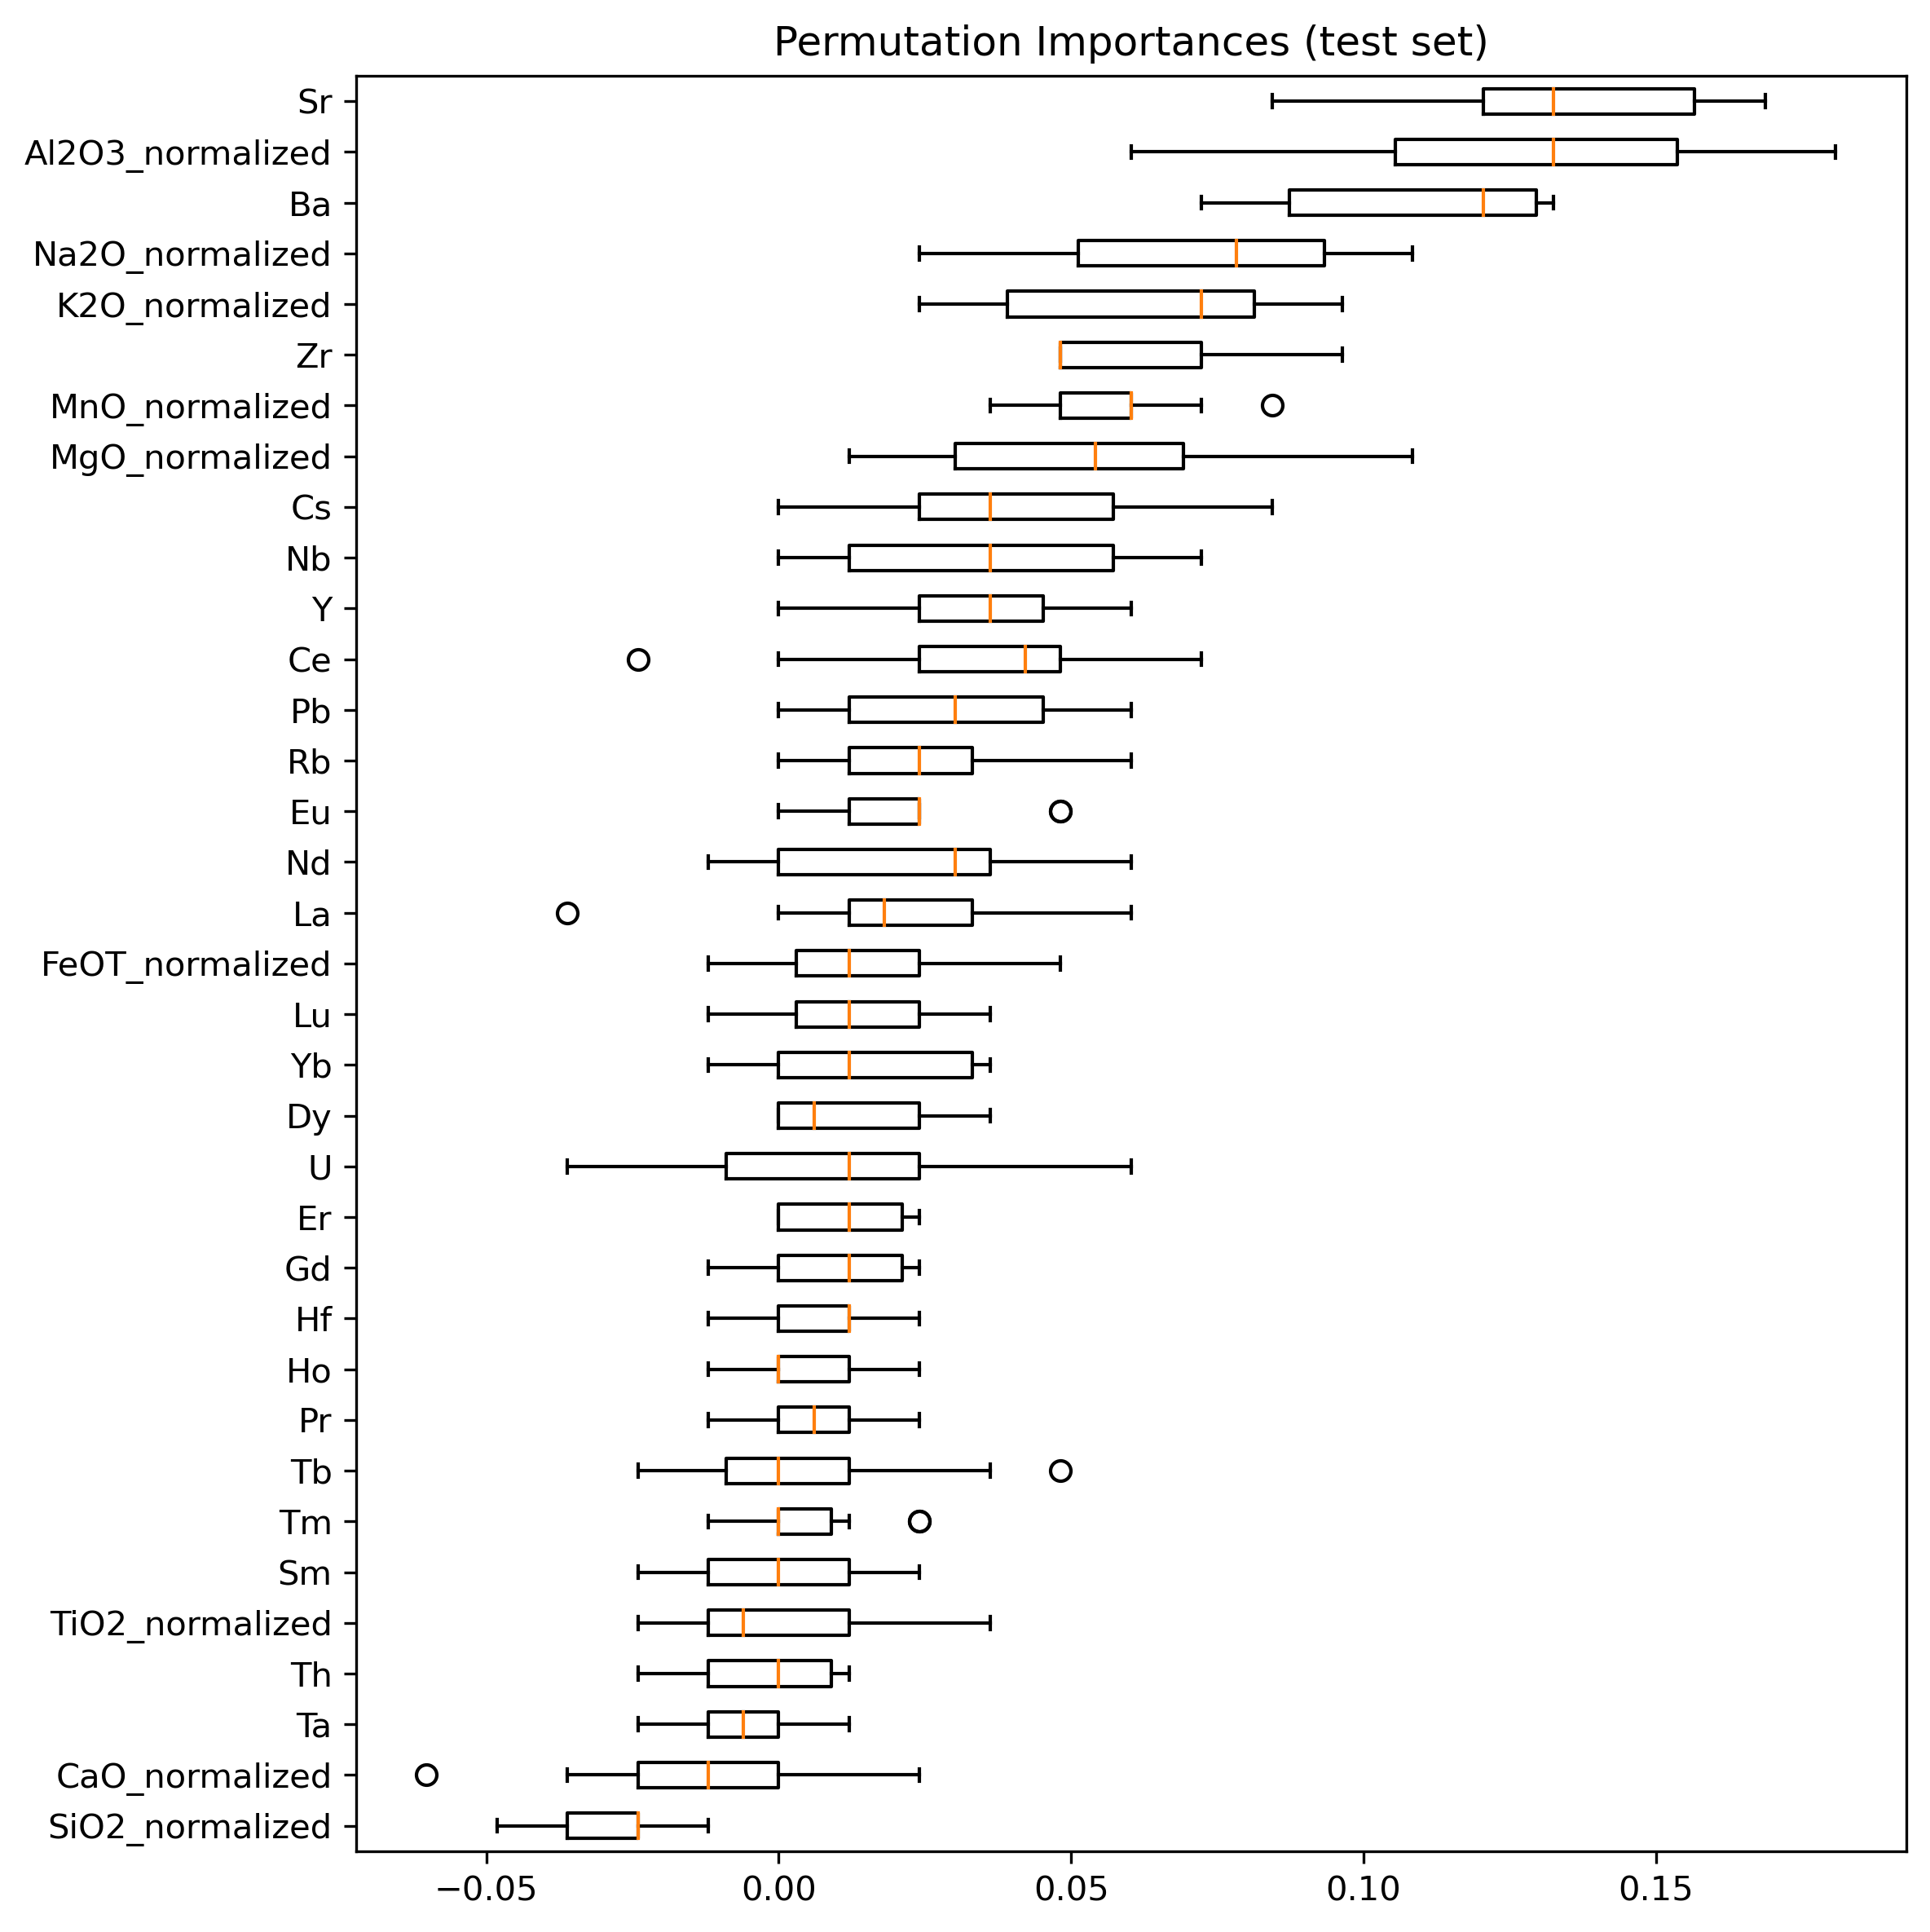 Permutation Importances (test set)
Sr
Al2O3_normalized
Ba
Na2O_normalized
K2O_normalized
Zr
MnO_normalized
MgO_normalized
Cs
Nb
Y
Ce
Pb
Rb
Eu
Nd
La
FeOT_normalized
Lu
Yb
Dy
U
Er
Gd
Hf
Ho
Pr
Tb
Tm
Sm
TiO2_normalized
Th
Ta
CaO_normalized
SiO2_normalized
−0.05 0.00 0.05 0.10 0.15